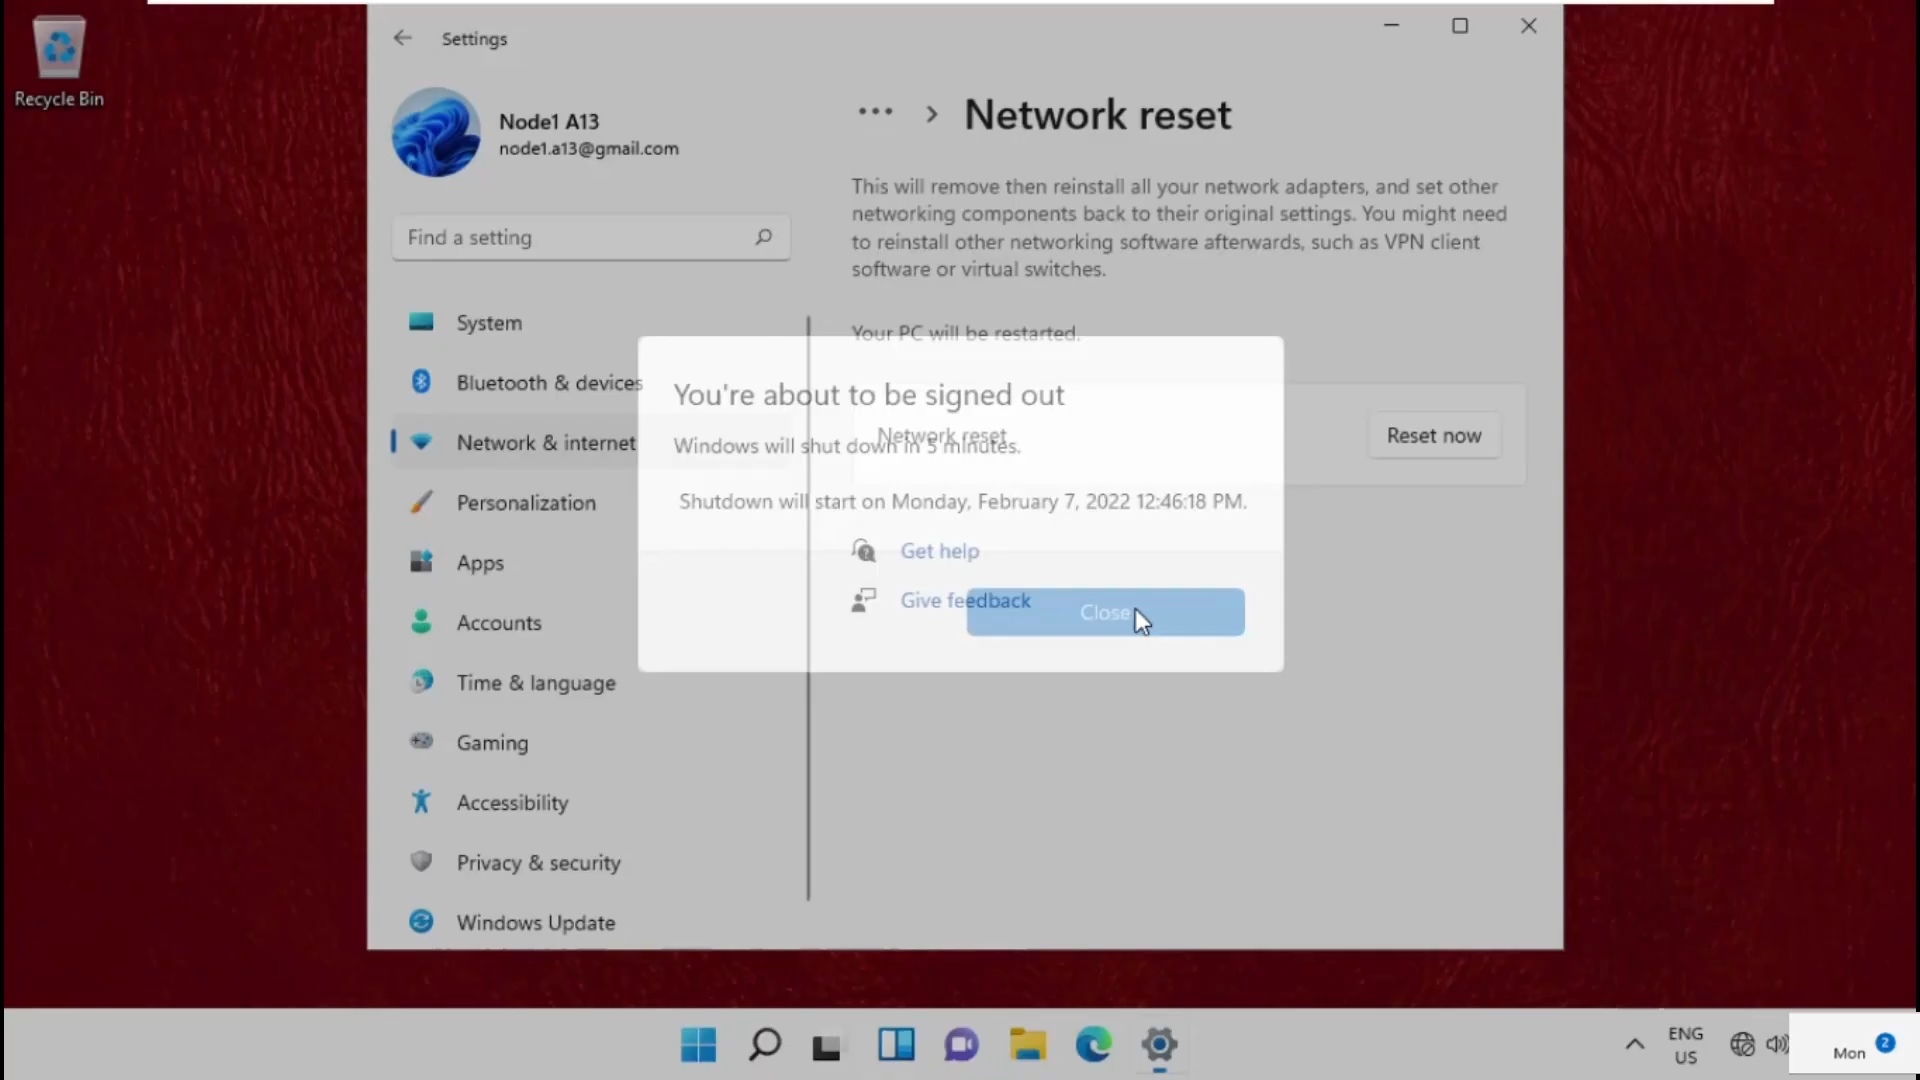 Recycle Bin
Settings
Node1 A13
node1.a13@gmail.com
Find a setting
System
Bluetooth & devices
Network & internet
Personalization
Apps
Accounts
Time & language
Gaming
Accessibility
Privacy & security
Windows Update
Network reset
This will remove then reinstall all your network adapters, and set other
networking components back to their original settings. You might need
to reinstall other networking software afterwards, such as VPN client
software or virtual switches.
Your PC will be restarted.
Network reset
Reset now
Get help
Give feedback
You're about to be signed out
Windows will shut down in 5 minutes.
Shutdown will start on Monday, February 7, 2022 12:46:18 PM.
Close
ENG
US
Mon
2